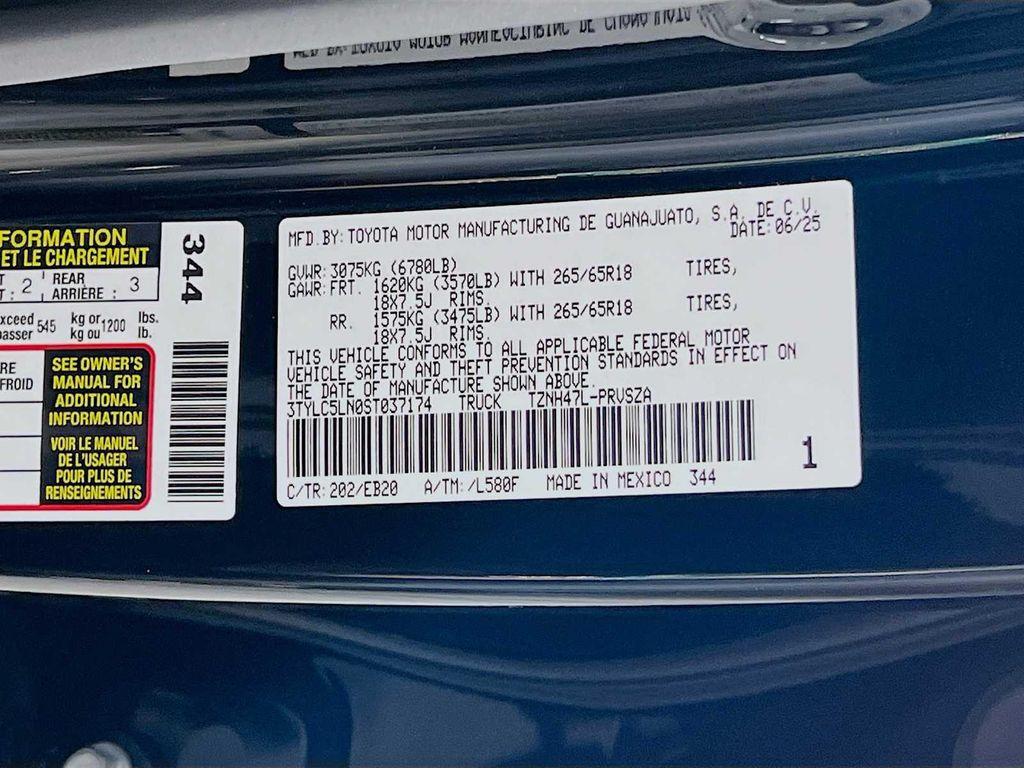 FORMATION
ET LE CHARGEMENT
: 2 REAR
ARRIÈRE : 3
kg or lbs.
545 kg ou 1200 lb.
FROID
SEE OWNER'S
MANUAL FOR
ADDITIONAL
INFORMATION
VOIR LE MANUEL
DE L'USAGER
POUR PLUS DE
RENSEIGNEMENTS
344
MFD.BY:TOYOTA MOTOR MANUFACTURING DE GUANAJUATO, S.A. DE C.V.
DATE:06/25
GVWR:3075KG (6780LB)
GAWR:FRT. 1620KG (3570LB) WITH 265/65R18 TIRES,
18X7.5J RIMS.
RR. 1575KG (3475LB) WITH 265/65R18 TIRES,
18X7.5J RIMS.
THIS VEHICLE CONFORMS TO ALL APPLICABLE FEDERAL MOTOR
VEHICLE SAFETY AND THEFT PREVENTION STANDARDS IN EFFECT ON
THE DATE OF MANUFACTURE SHOWN ABOVE.
3TYLC5LN0ST037174 TRUCK TZNH47L-PRVSZA
1
C/TR:202/EB20 A/TM:/L580F MADE IN MEXICO 344